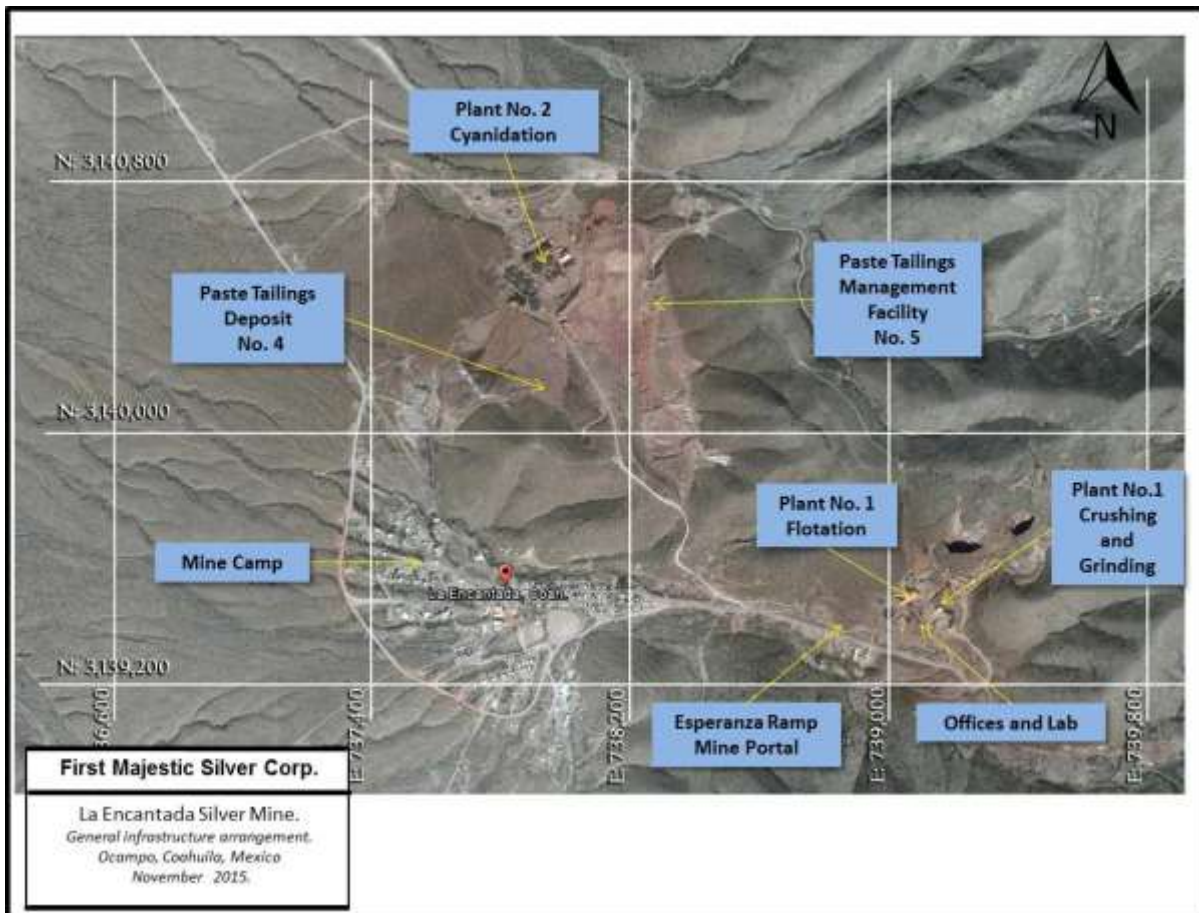 Plant No. 2
Cyanidation
N
N: 3,140,800
Paste Tailings
Deposit
No. 4
Paste Tailings
Management
Facility
No. 5
N: 3,140,000
Plant No. 1
Flotation
Plant No.1
Crushing
and
Grinding
Mine Camp
La Encantada, Coah.
N: 3,139,200
E: 737,400
E: 738,200
E: 739,000
E: 739,800
Esperanza Ramp
Mine Portal
Offices and Lab
First Majestic Silver Corp.
La Encantada Silver Mine.
General infrastructure arrangement.
Ocampo, Coahuila, Mexico
November 2015.